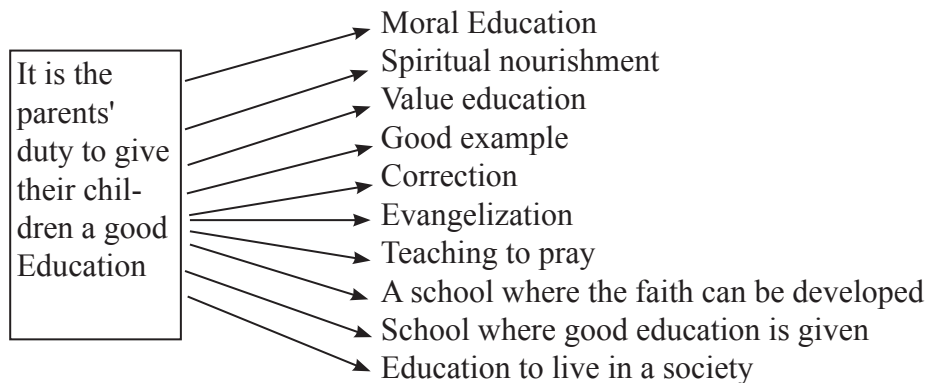 It is the
parents'
duty to give
their chil-
dren a good
Education
Moral Education
Spiritual nourishment
Value education
Good example
Correction
Evangelization
Teaching to pray
A school where the faith can be developed
School where good education is given
Education to live in a society